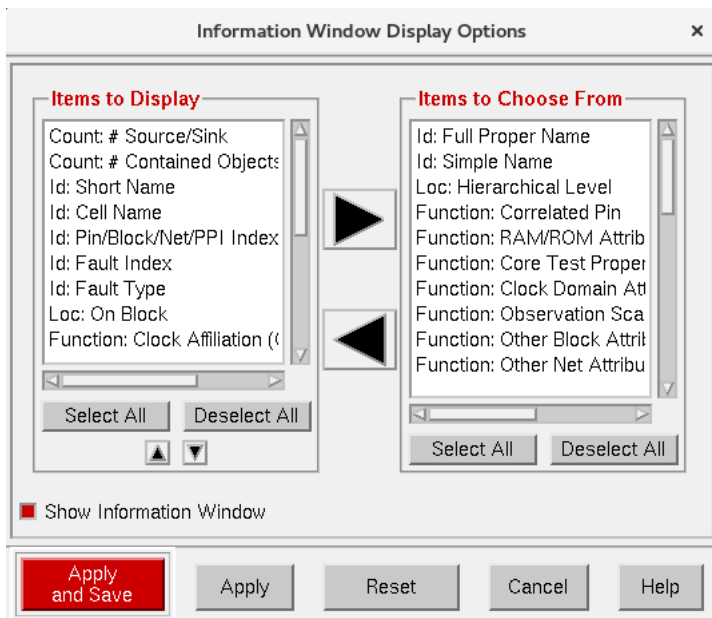 Information Window Display Options
Items to Display
Count: # Source/Sink
Count: # Contained Objects
Id: Short Name
Id: Cell Name
Id: Pin/Block/Net/PPI Index
Id: Fault Index
Id: Fault Type
Loc: On Block
Function: Clock Affiliation (
Select All
Deselect All
Items to Choose From
Id: Full Proper Name
Id: Simple Name
Loc: Hierarchical Level
Function: Correlated Pin
Function: RAM/ROM Attrib
Function: Core Test Proper
Function: Clock Domain Att
Function: Observation Sca
Function: Other Block Attrib
Function: Other Net Attribu
Select All
Deselect All
Show Information Window
Apply
and Save
Apply
Reset
Cancel
Help